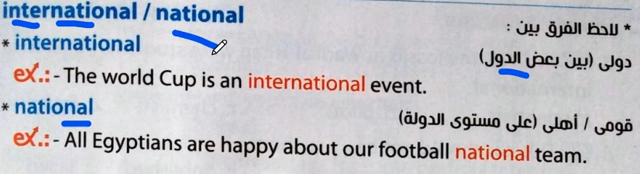 international / national
* لاحظ الفرق بين :
* international دولى (بين بعض الدول)
ex.:- The world Cup is an international event.
* national قومى / أهلى (على مستوى الدولة)
ex.:- All Egyptians are happy about our football national team.